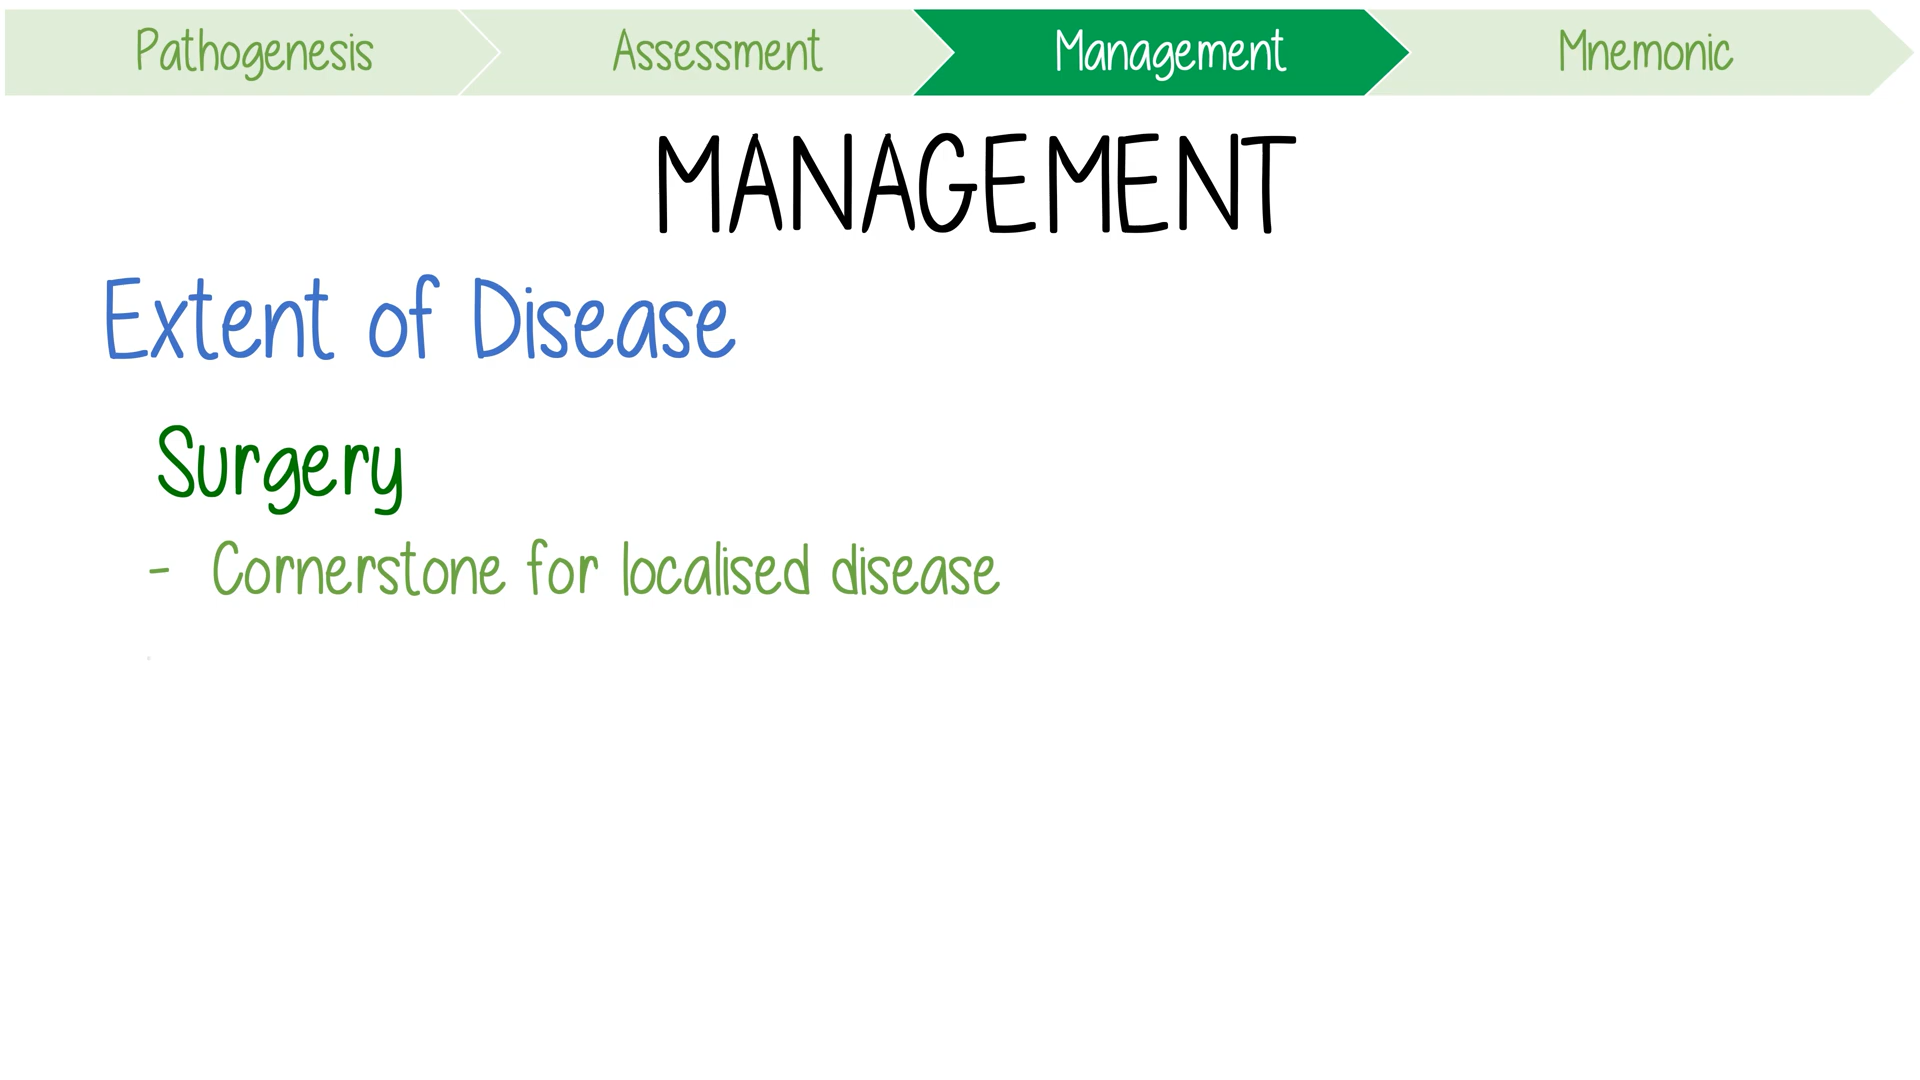 Pathogenesis Assessment Management Mnemonic
MANAGEMENT
Extent of Disease
Surgery
- Cornerstone for localised disease